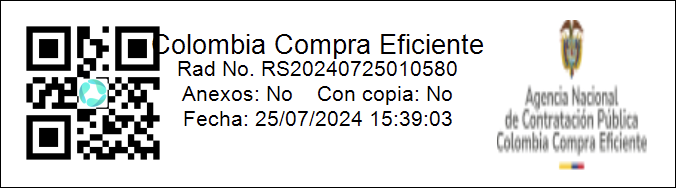 Colombia Compra Eficiente
Rad No. RS20240725010580
Anexos: No Con copia: No
Fecha: 25/07/2024 15:39:03
Agencia Nacional
de Contratación Pública
Colombia Compra Eficiente